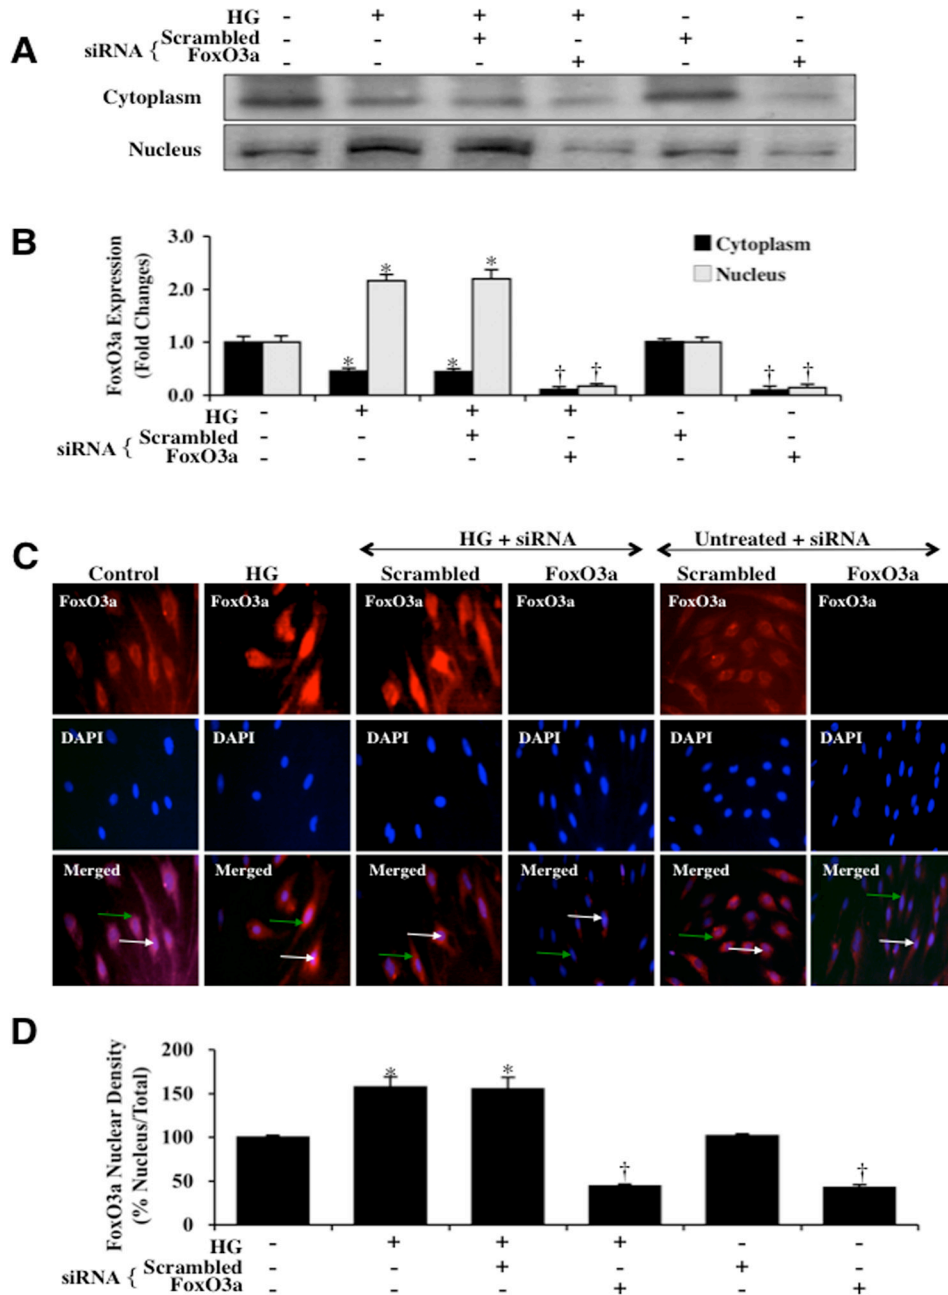 A
HG - + + + - -
siRNA { Scrambled - - + - + -
FoxO3a - - - + - +
Cytoplasm
Nucleus
B
FoxO3a Expression
(Fold Changes)
3.0
2.0
1.0
0.0
Cytoplasm
Nucleus
* * * * † † † †
HG - + + + - -
siRNA { Scrambled - - + - + -
FoxO3a - - - + - +
C
HG + siRNA Untreated + siRNA
Control HG Scrambled FoxO3a Scrambled FoxO3a
FoxO3a FoxO3a FoxO3a FoxO3a FoxO3a FoxO3a
DAPI DAPI DAPI DAPI DAPI DAPI
Merged Merged Merged Merged Merged Merged
D
FoxO3a Nuclear Density
(% Nucleus/Total)
200
150
100
50
0
* * † †
HG - + + + - -
siRNA { Scrambled - - + - + -
FoxO3a - - - + - +